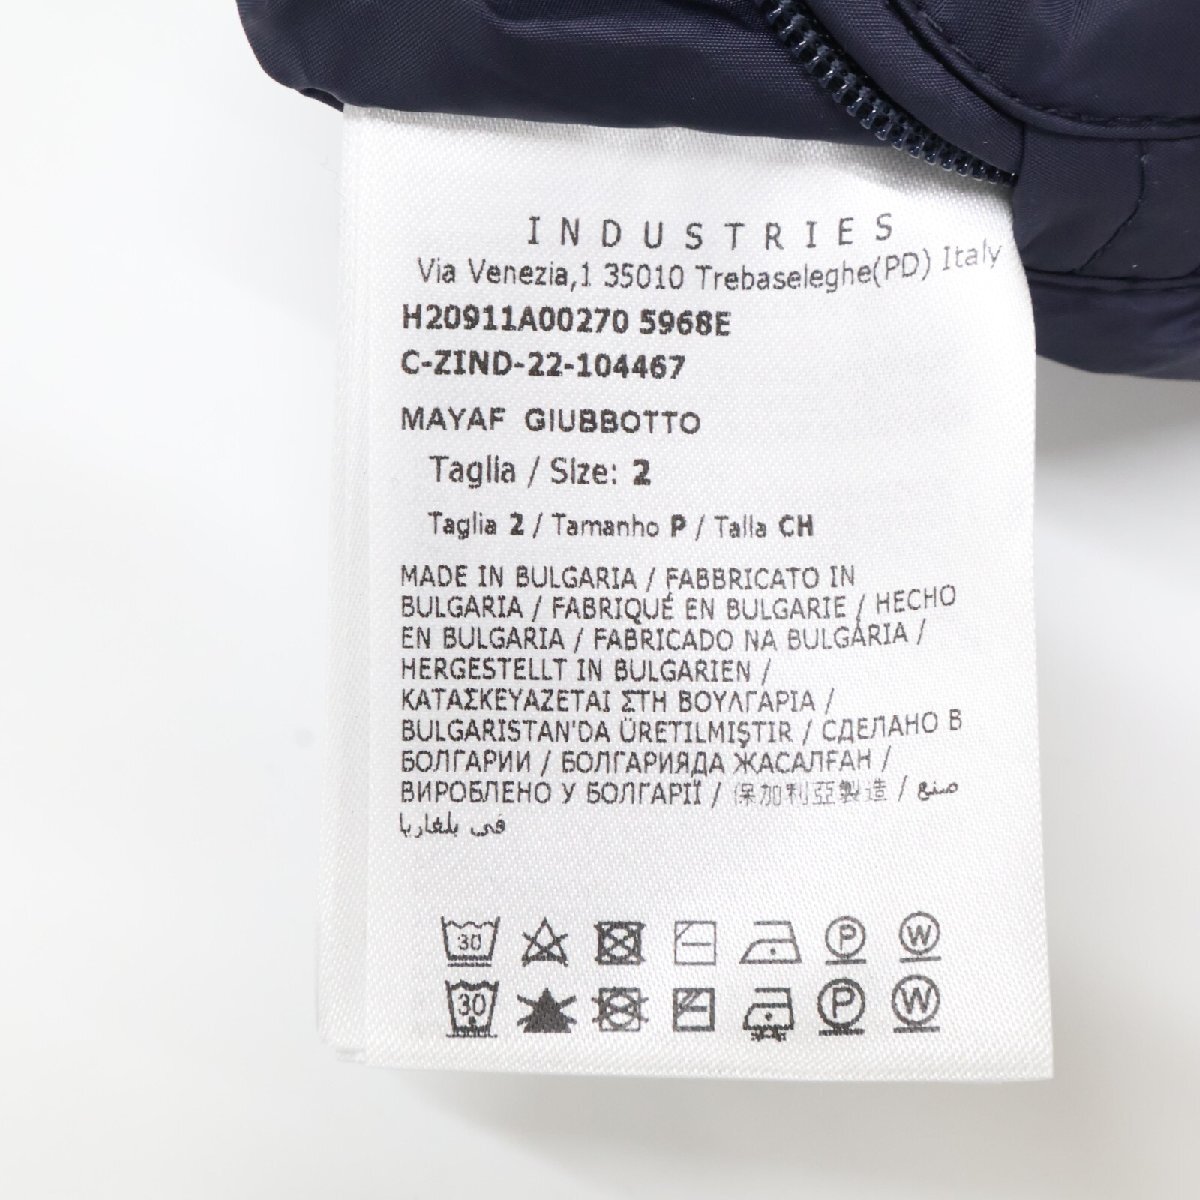 INDUSTRIES
Via Venezia,1 35010 Trebaseleghe(PD) Italy
H20911A00270 5968E
C-ZIND-22-104467
MAYAF GIUBBOTTO
Taglia / Size: 2
Taglia 2 / Tamanho P / Talla CH
MADE IN BULGARIA / FABBRICATO IN
BULGARIA / FABRIQUÉ EN BULGARIE / HECHO
EN BULGARIA / FABRICADO NA BULGÁRIA /
HERGESTELLT IN BULGARIEN /
ΚΑΤΑΣΚΕΥΑΖΕΤΑΙ ΣΤΗ ΒΟΥΛΓΑΡΙΑ /
BULGARISTAN'DA ÜRETILMIŞTIR / СДЕЛАНО В
БОЛГАРИИ / БОЛГАРИЯДА ЖАСАЛҒАН /
ВИРОБЛЕНО У БОЛГАРІЇ / 保加利亞製造 / صنع
في بلغاريا
30 P W
30 P W